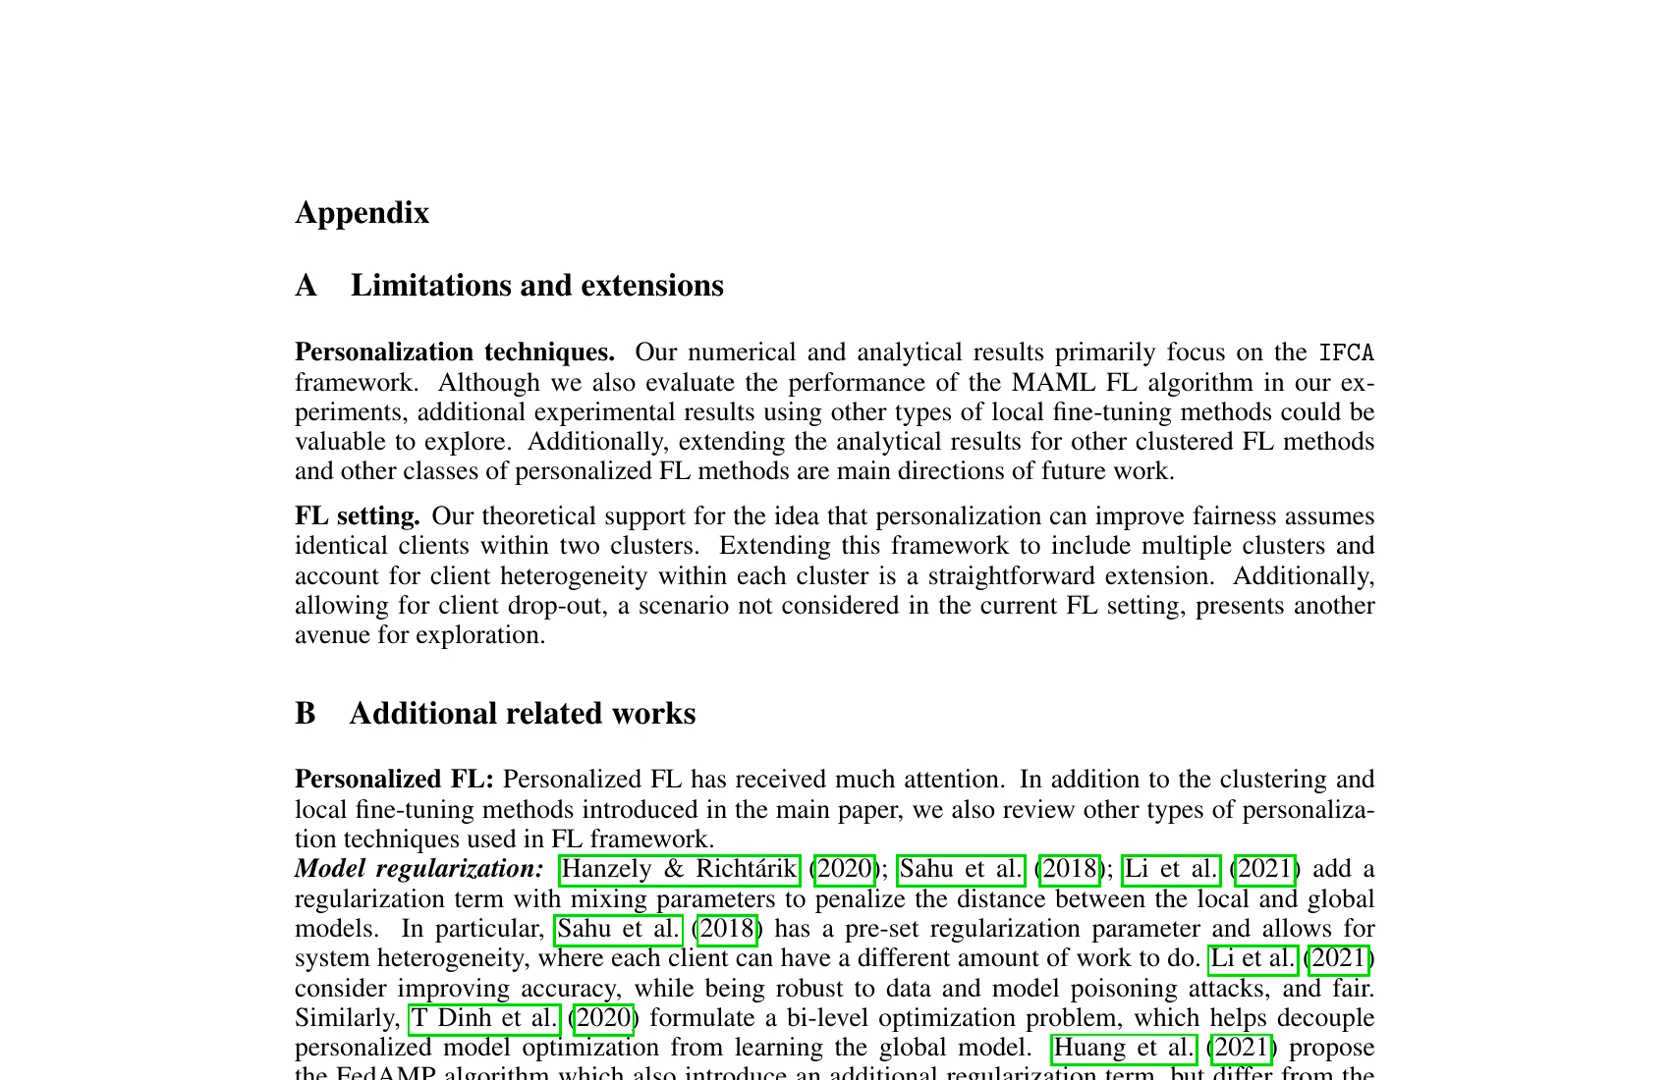 Appendix
A Limitations and extensions
Personalization techniques. Our numerical and analytical results primarily focus on the IFCA
framework. Although we also evaluate the performance of the MAML FL algorithm in our ex-
periments, additional experimental results using other types of local fine-tuning methods could be
valuable to explore. Additionally, extending the analytical results for other clustered FL methods
and other classes of personalized FL methods are main directions of future work.
FL setting. Our theoretical support for the idea that personalization can improve fairness assumes
identical clients within two clusters. Extending this framework to include multiple clusters and
account for client heterogeneity within each cluster is a straightforward extension. Additionally,
allowing for client drop-out, a scenario not considered in the current FL setting, presents another
avenue for exploration.
B Additional related works
Personalized FL: Personalized FL has received much attention. In addition to the clustering and
local fine-tuning methods introduced in the main paper, we also review other types of personaliza-
tion techniques used in FL framework.
Model regularization: Hanzely & Richtárik (2020); Sahu et al. (2018); Li et al. (2021) add a
regularization term with mixing parameters to penalize the distance between the local and global
models. In particular, Sahu et al. (2018) has a pre-set regularization parameter and allows for
system heterogeneity, where each client can have a different amount of work to do. Li et al. (2021)
consider improving accuracy, while being robust to data and model poisoning attacks, and fair.
Similarly, T Dinh et al. (2020) formulate a bi-level optimization problem, which helps decouple
personalized model optimization from learning the global model. Huang et al. (2021) propose
the FedAMP algorithm which also introduce an additional regularization term, but differ from the